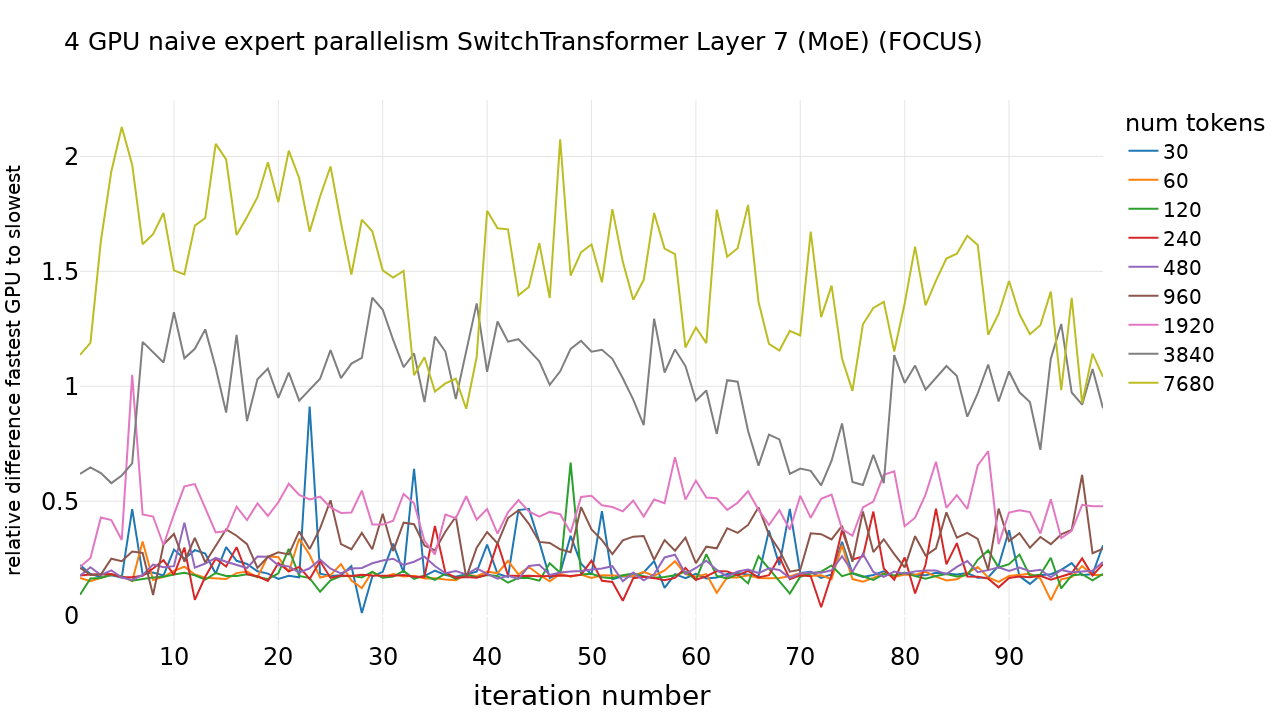 4 GPU naive expert parallelism SwitchTransformer Layer 7 (MoE) (FOCUS)
relative difference fastest GPU to slowest
2
1.5
1
0.5
0
10 20 30 40 50 60 70 80 90
iteration number
num tokens
30
60
120
240
480
960
1920
3840
7680